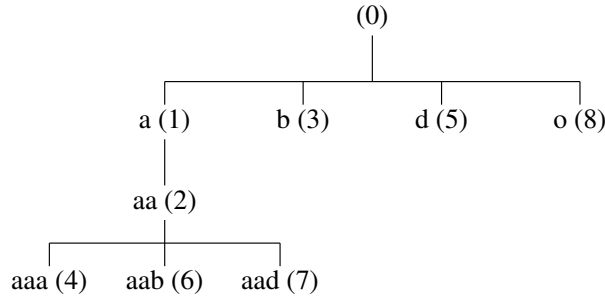 (0)
a (1) b (3) d (5) o (8)
aa (2)
aaa (4) aab (6) aad (7)